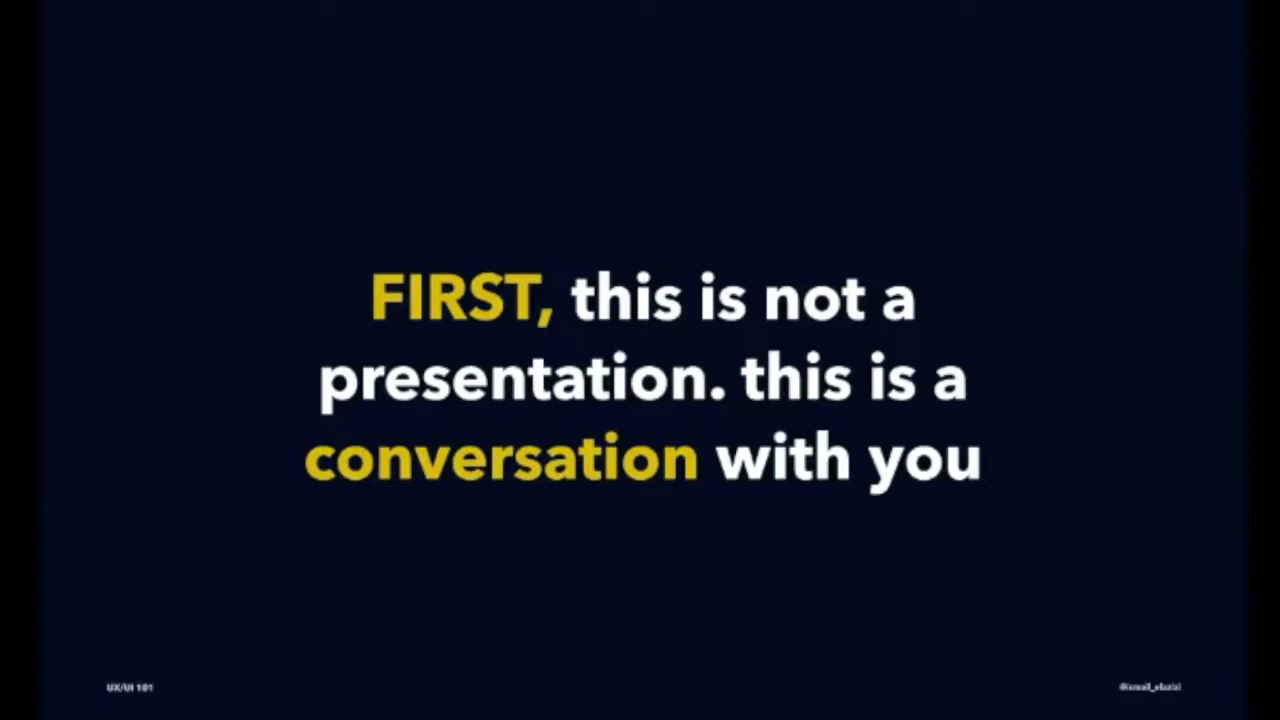 FIRST, this is not a
presentation. this is a
conversation with you
UX/UI 101